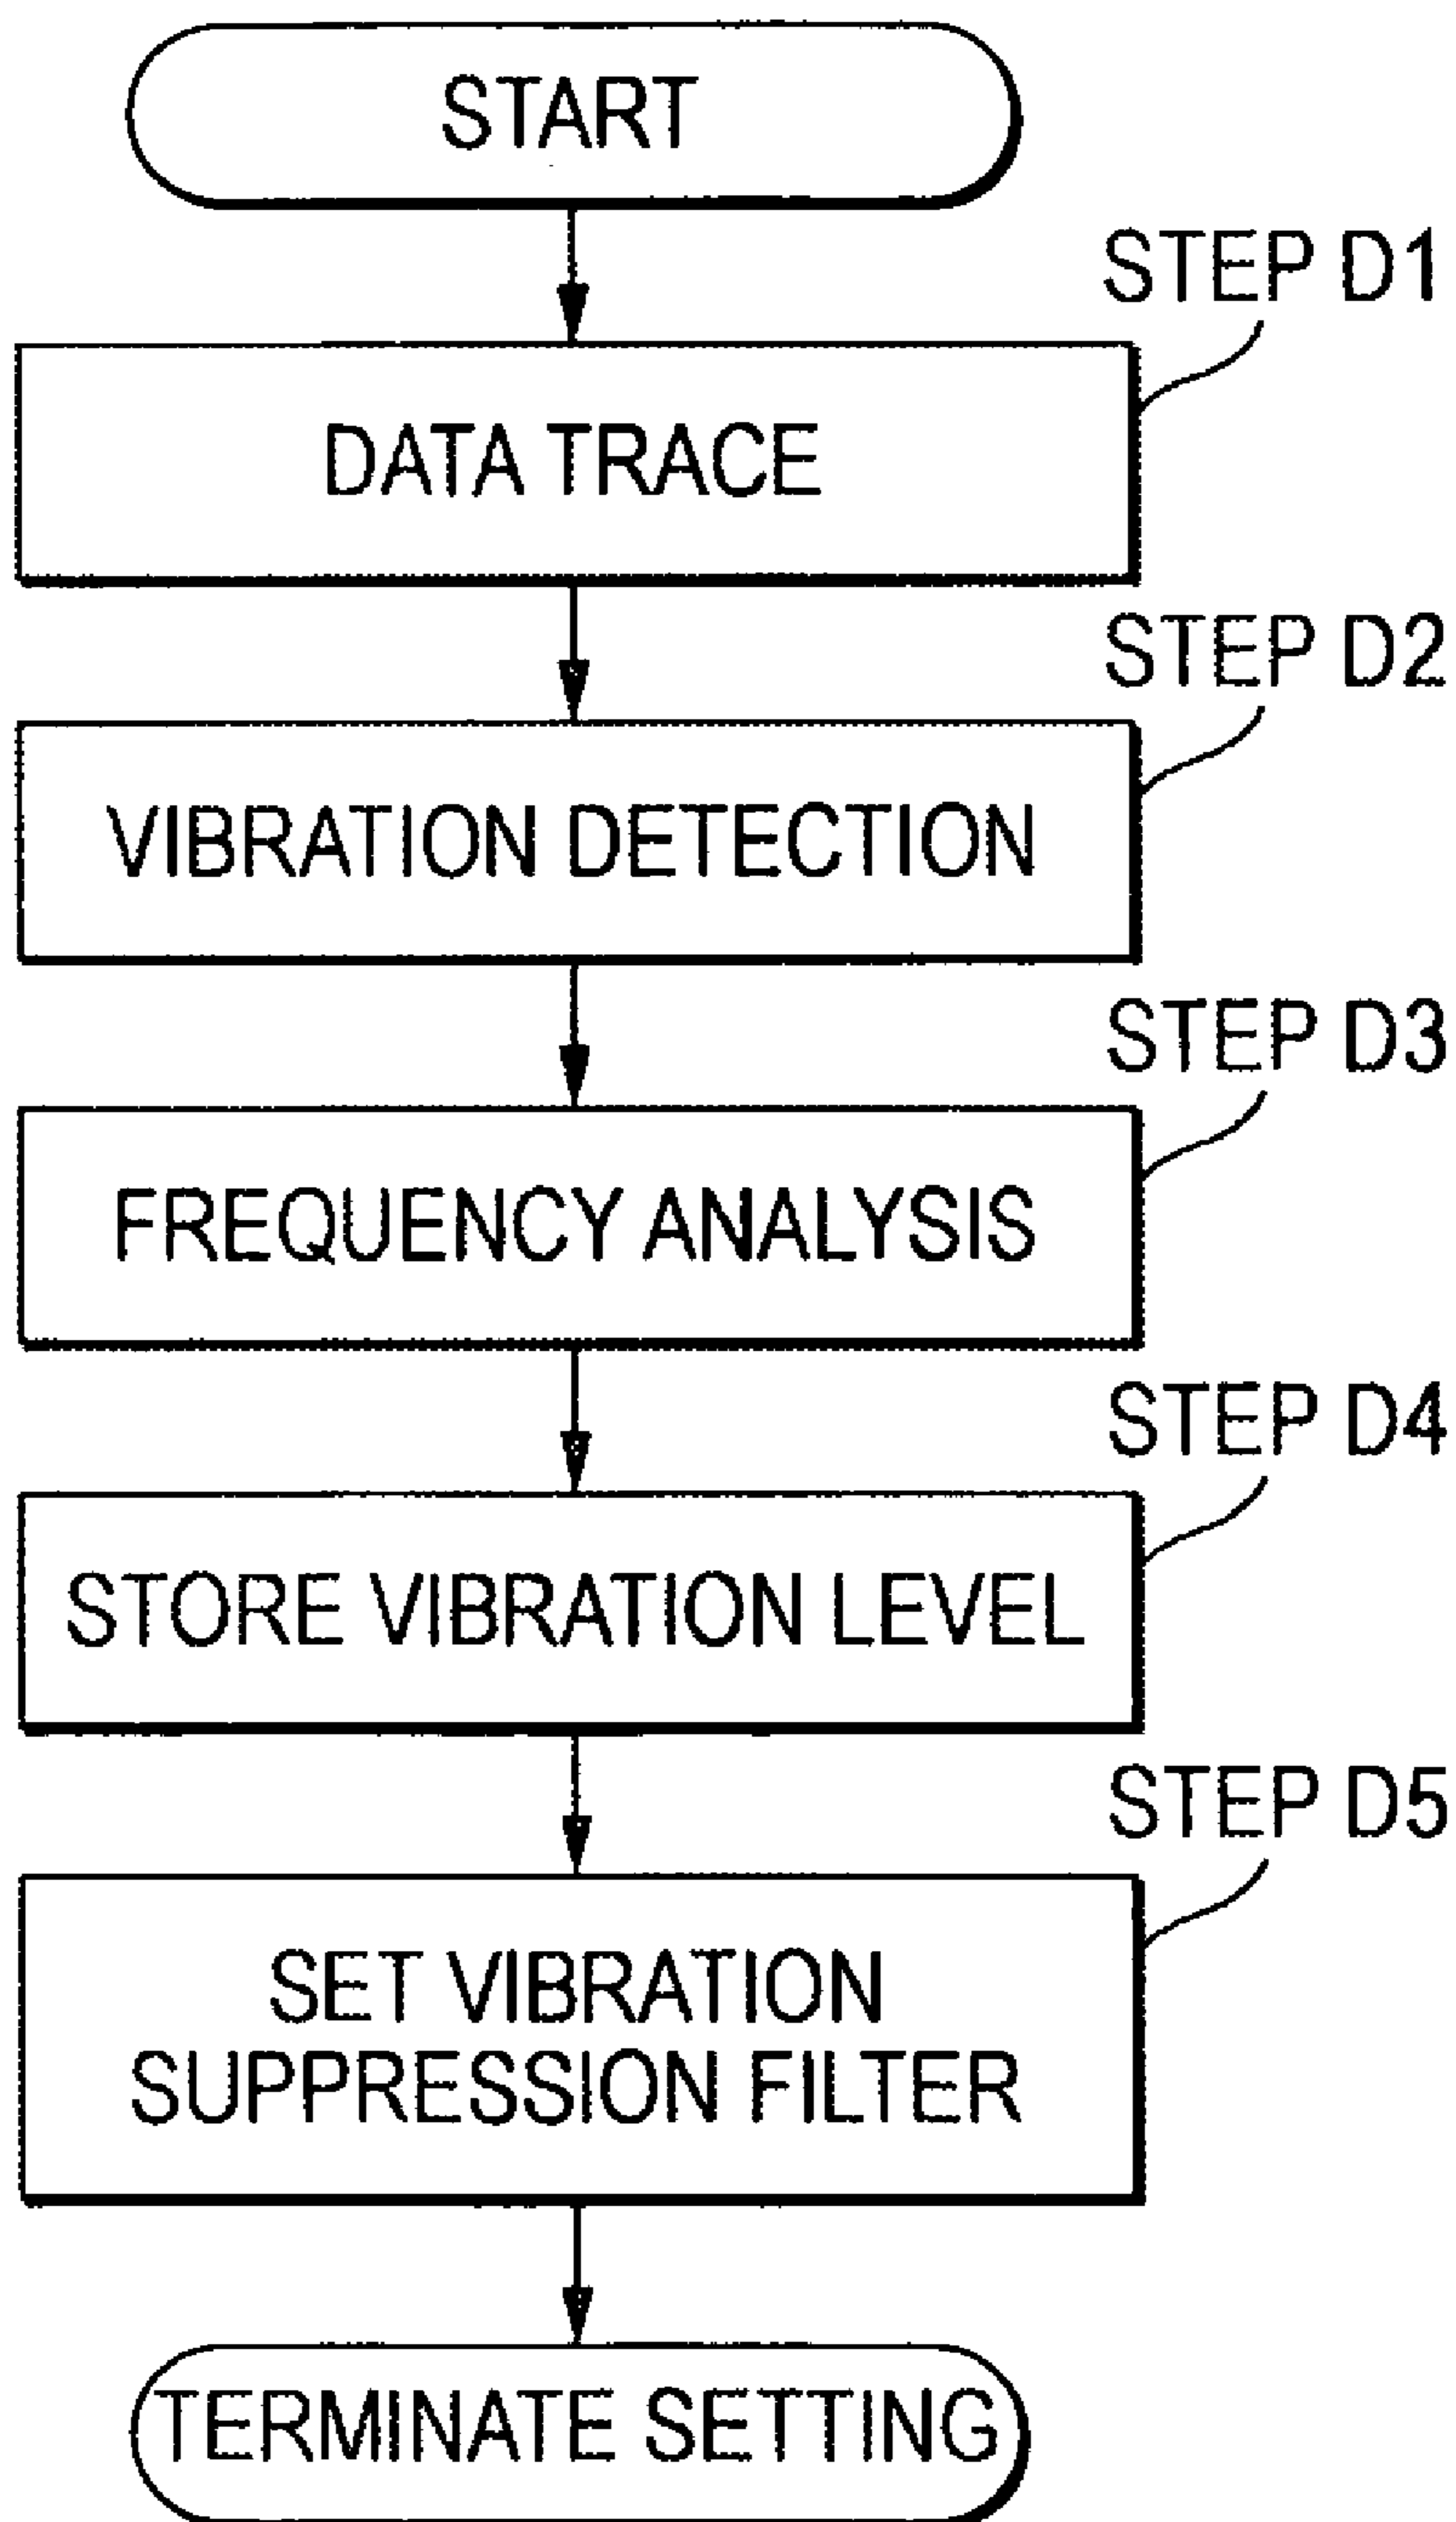 START
STEP D1
DATA TRACE
STEP D2
VIBRATION DETECTION
STEP D3
FREQUENCY ANALYSIS
STEP D4
STORE VIBRATION LEVEL
STEP D5
SET VIBRATION
SUPPRESSION FILTER
TERMINATE SETTING